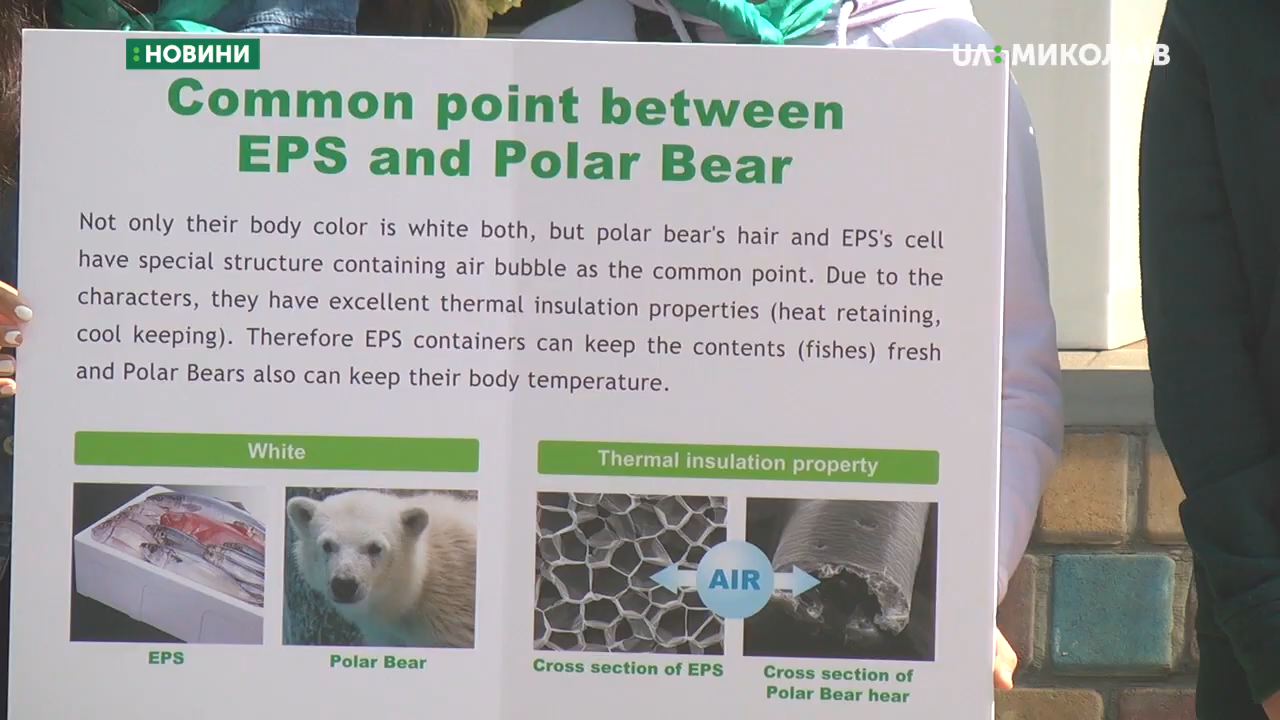 НОВИНИ
UA: МИКОЛАЇВ
Common point between
EPS and Polar Bear
Not only their body color is white both, but polar bear's hair and EPS's cell
have special structure containing air bubble as the common point. Due to the
characters, they have excellent thermal insulation properties (heat retaining,
cool keeping). Therefore EPS containers can keep the contents (fishes) fresh
and Polar Bears also can keep their body temperature.
White
Thermal insulation property
AIR
EPS
Polar Bear
Cross section of EPS
Cross section of
Polar Bear hear